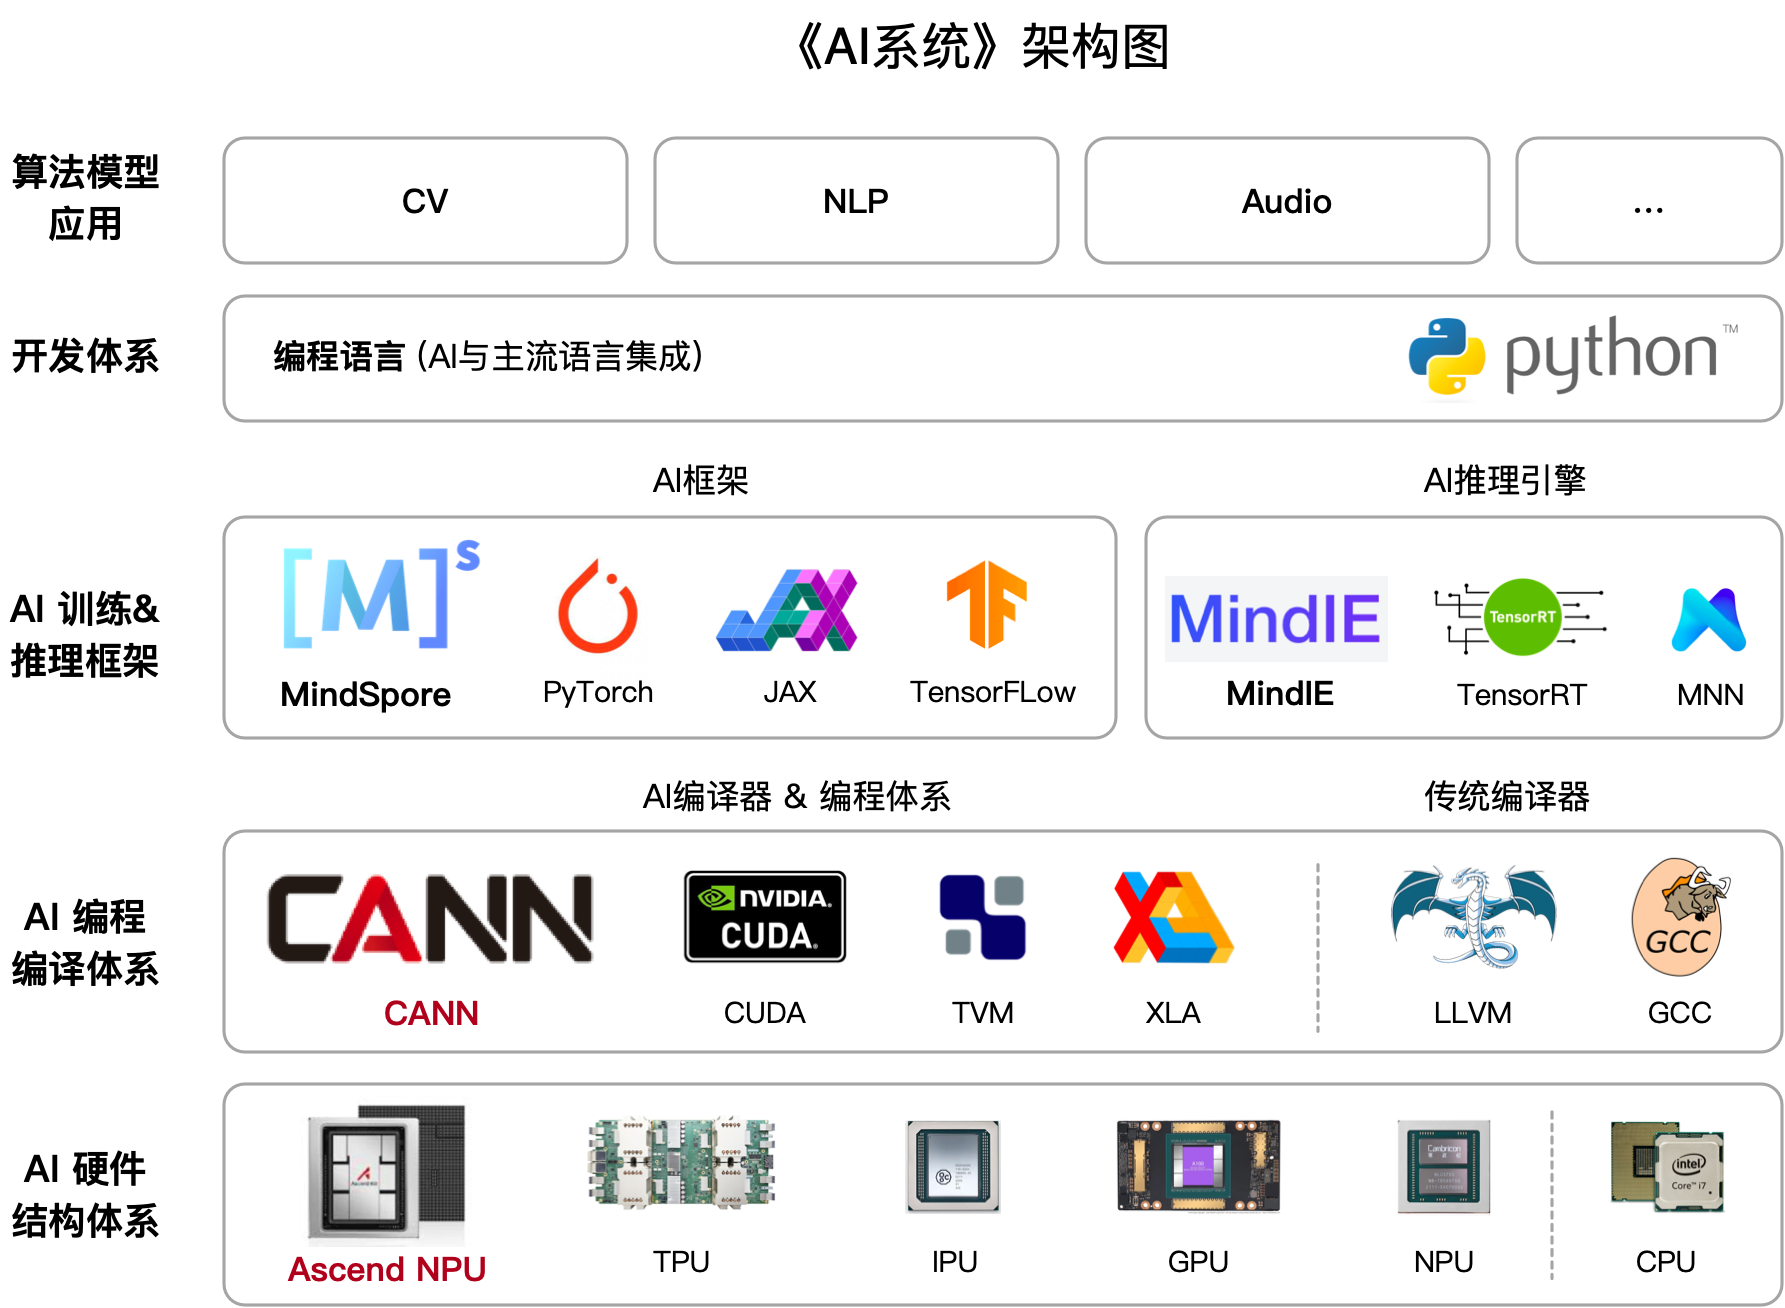 《AI系统》架构图
算法模型
应用
CV
NLP
Audio
...
开发体系
编程语言 (AI与主流语言集成)
python™
AI框架
AI推理引擎
AI 训练&
推理框架
[M]s
MindIE
TensorRT
MindSpore
PyTorch
JAX
TensorFLow
MindIE
TensorRT
MNN
AI编译器 & 编程体系
传统编译器
AI 编程
编译体系
CANN
NVIDIA.
CUDA.
GCC
CANN
CUDA
TVM
XLA
LLVM
GCC
AI 硬件
结构体系
Ascend
A100
Cambricon
intel
Core™ i7
Ascend NPU
TPU
IPU
GPU
NPU
CPU